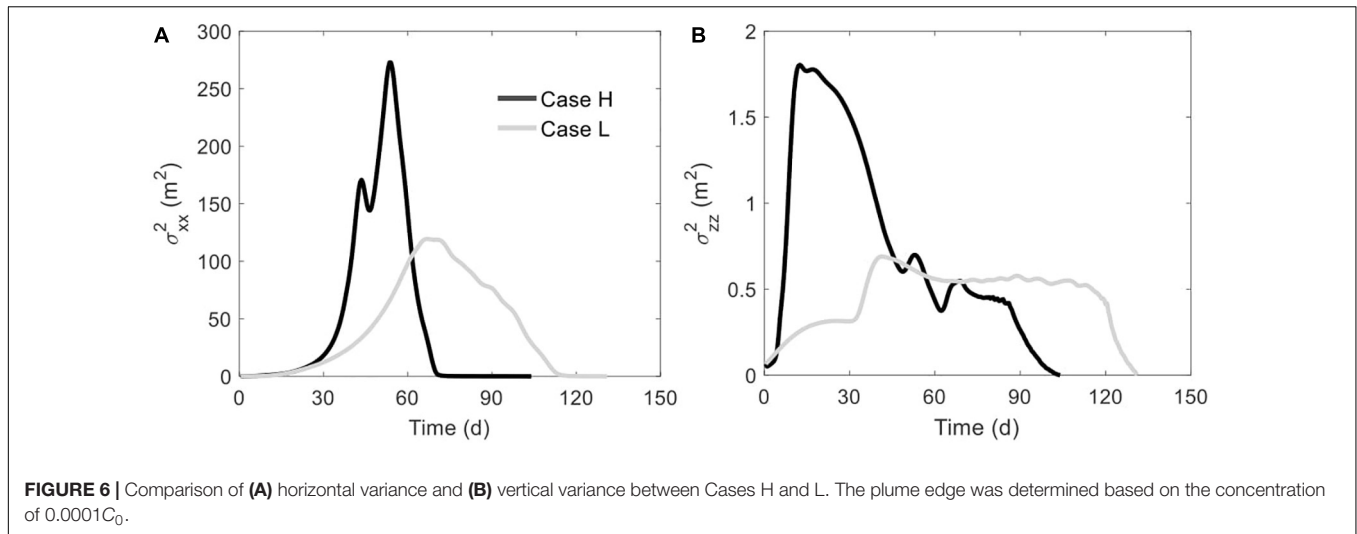 A
300
250
200
150
100
50
0
σ²xx (m²)
0 30 60 90 120 150
Time (d)
Case H
Case L
B
2
1.5
1
0.5
0
σ²zz (m²)
0 30 60 90 120 150
Time (d)
FIGURE 6 | Comparison of (A) horizontal variance and (B) vertical variance between Cases H and L. The plume edge was determined based on the concentration
of 0.0001C₀.